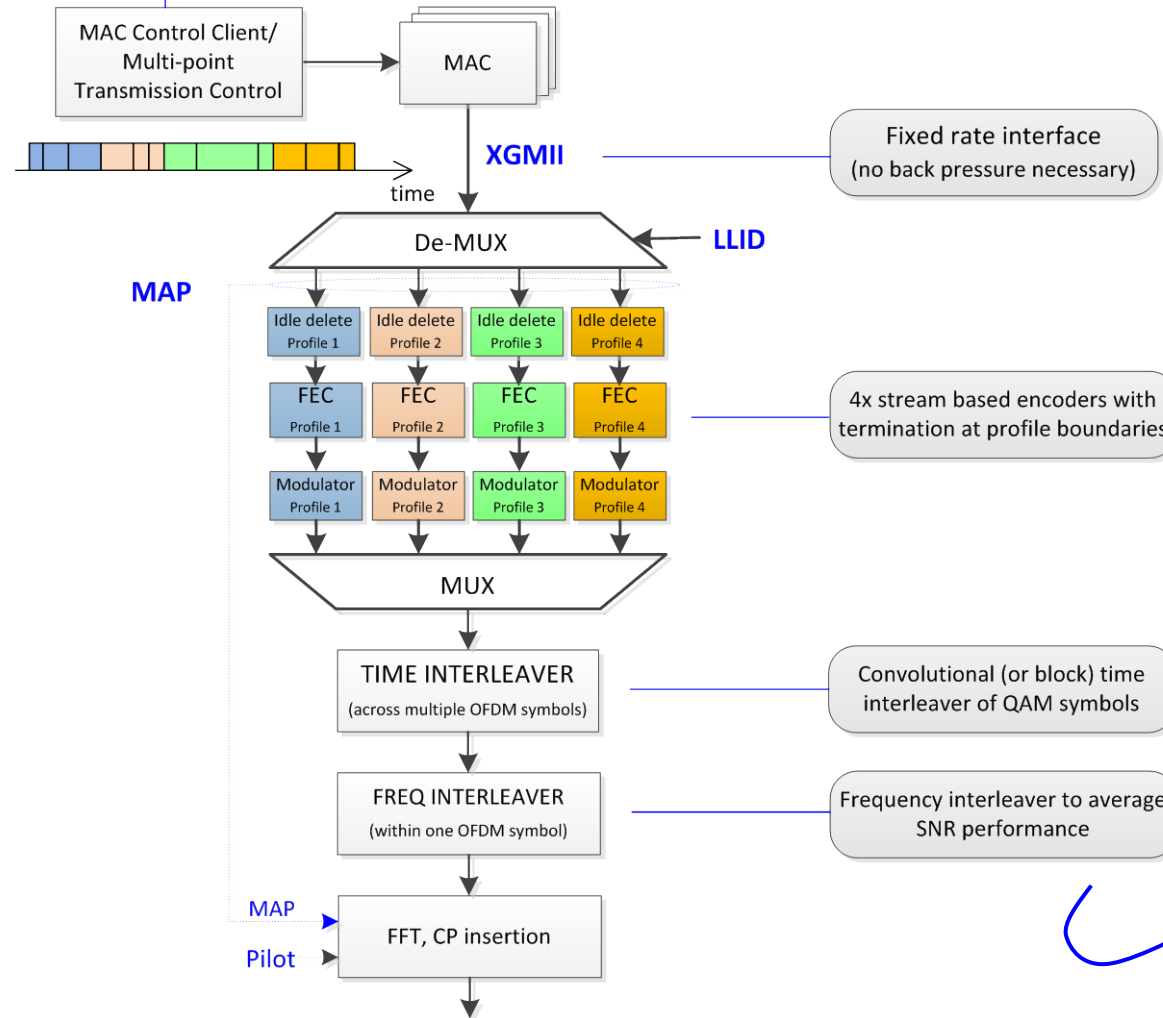 MAC Control Client/
Multi-point
Transmission Control
MAC
Fixed rate interface
(no back pressure necessary)
XGMII
time
De-MUX
LLID
MAP
Idle delete
Profile 1
Idle delete
Profile 2
Idle delete
Profile 3
Idle delete
Profile 4
FEC
Profile 1
FEC
Profile 2
FEC
Profile 3
FEC
Profile 4
4x stream based encoders with
termination at profile boundaries
Modulator
Profile 1
Modulator
Profile 2
Modulator
Profile 3
Modulator
Profile 4
MUX
TIME INTERLEAVER
(across multiple OFDM symbols)
Convolutional (or block) time
interleaver of QAM symbols
FREQ INTERLEAVER
(within one OFDM symbol)
Frequency interleaver to average
SNR performance
MAP
Pilot
FFT, CP insertion